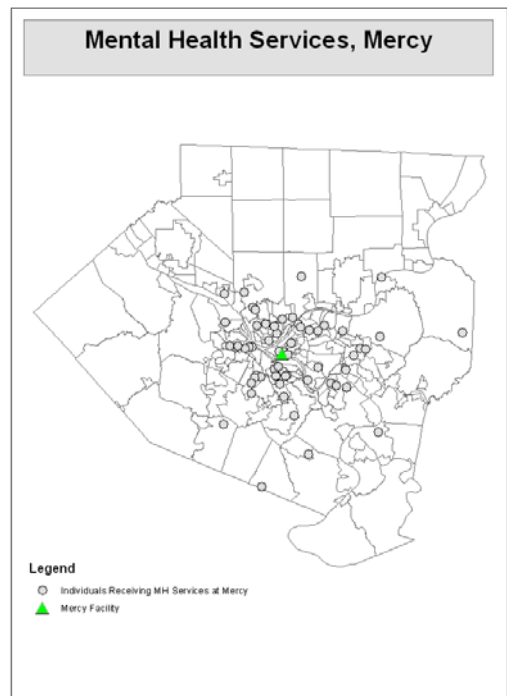 Mental Health Services, Mercy
Legend
Individuals Receiving MH Services at Mercy
Mercy Facility